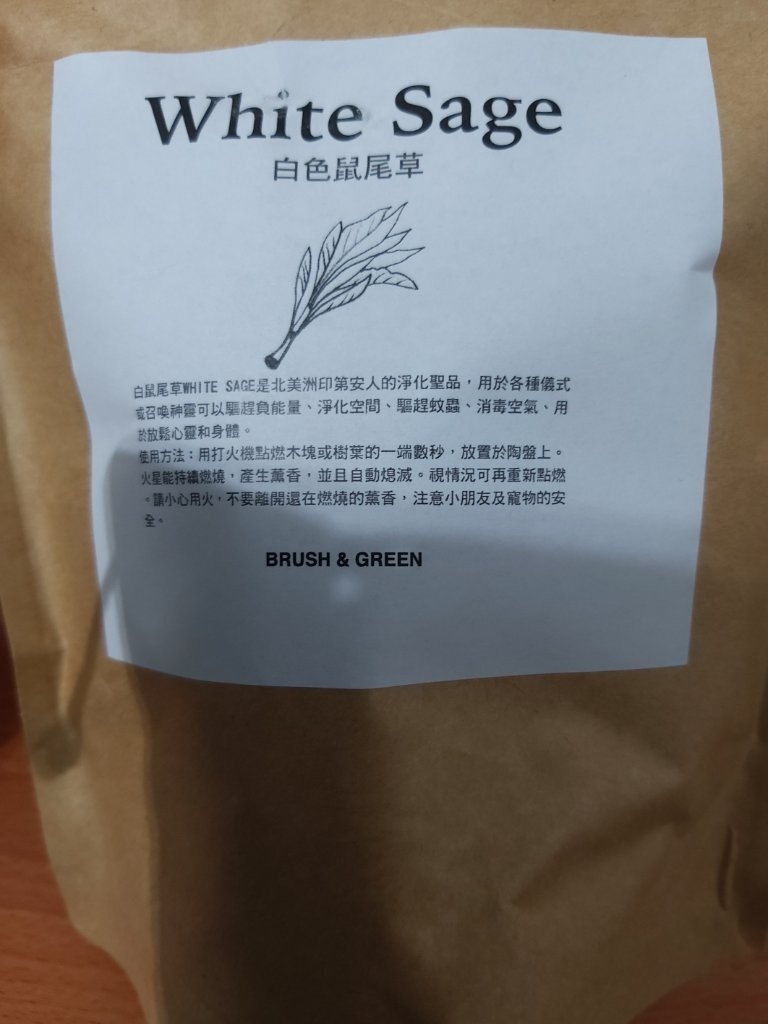 White Sage
白色鼠尾草
白鼠尾草WHITE SAGE是北美洲印第安人的淨化聖品，用於各種儀式
或召喚神靈可以驅趕負能量、淨化空間、驅趕蚊蟲、消毒空氣、用
於放鬆心靈和身體。
使用方法：用打火機點燃木塊或樹葉的一端數秒，放置於陶盤上。
火星能持續燃燒，產生薰香，並且自動熄滅。視情況可再重新點燃
。請小心用火，不要離開還在燃燒的薰香，注意小朋友及寵物的安
全。
BRUSH & GREEN